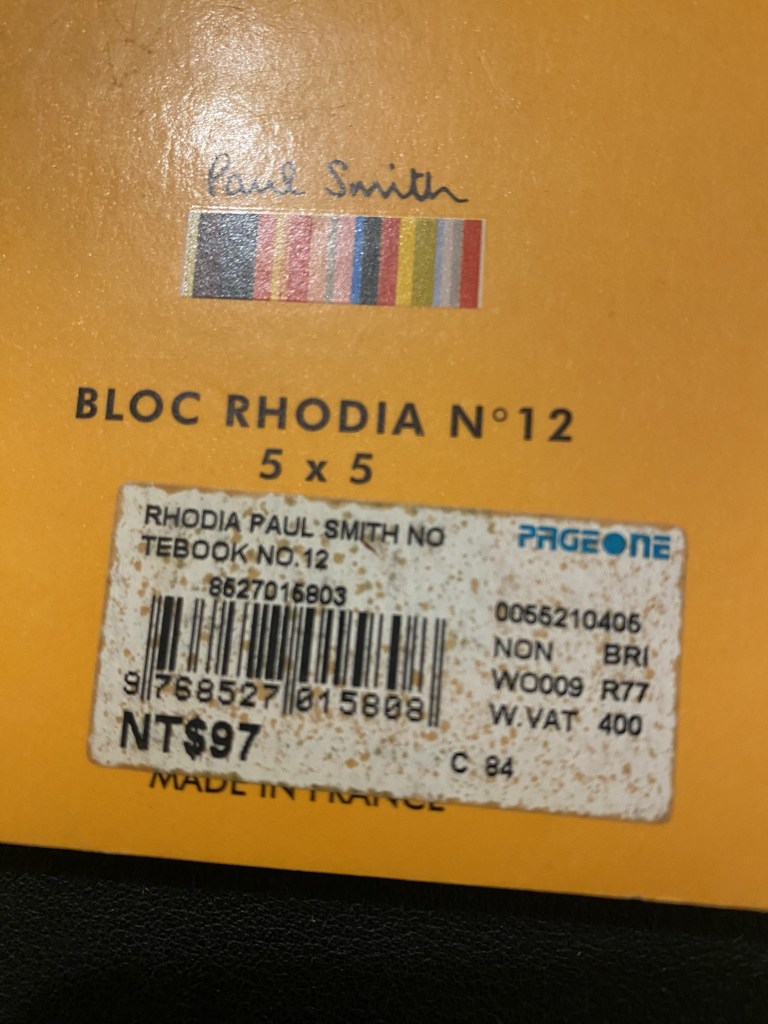 Paul Smith
BLOC RHODIA N°12
5 x 5
RHODIA PAUL SMITH NO
TEBOOK NO.12
PAGEONE
8527015803
0055210405
NON BRI
WO009 R77
W.VAT 400
9 768527 015808
NT$97
C 84
MADE IN FRANCE